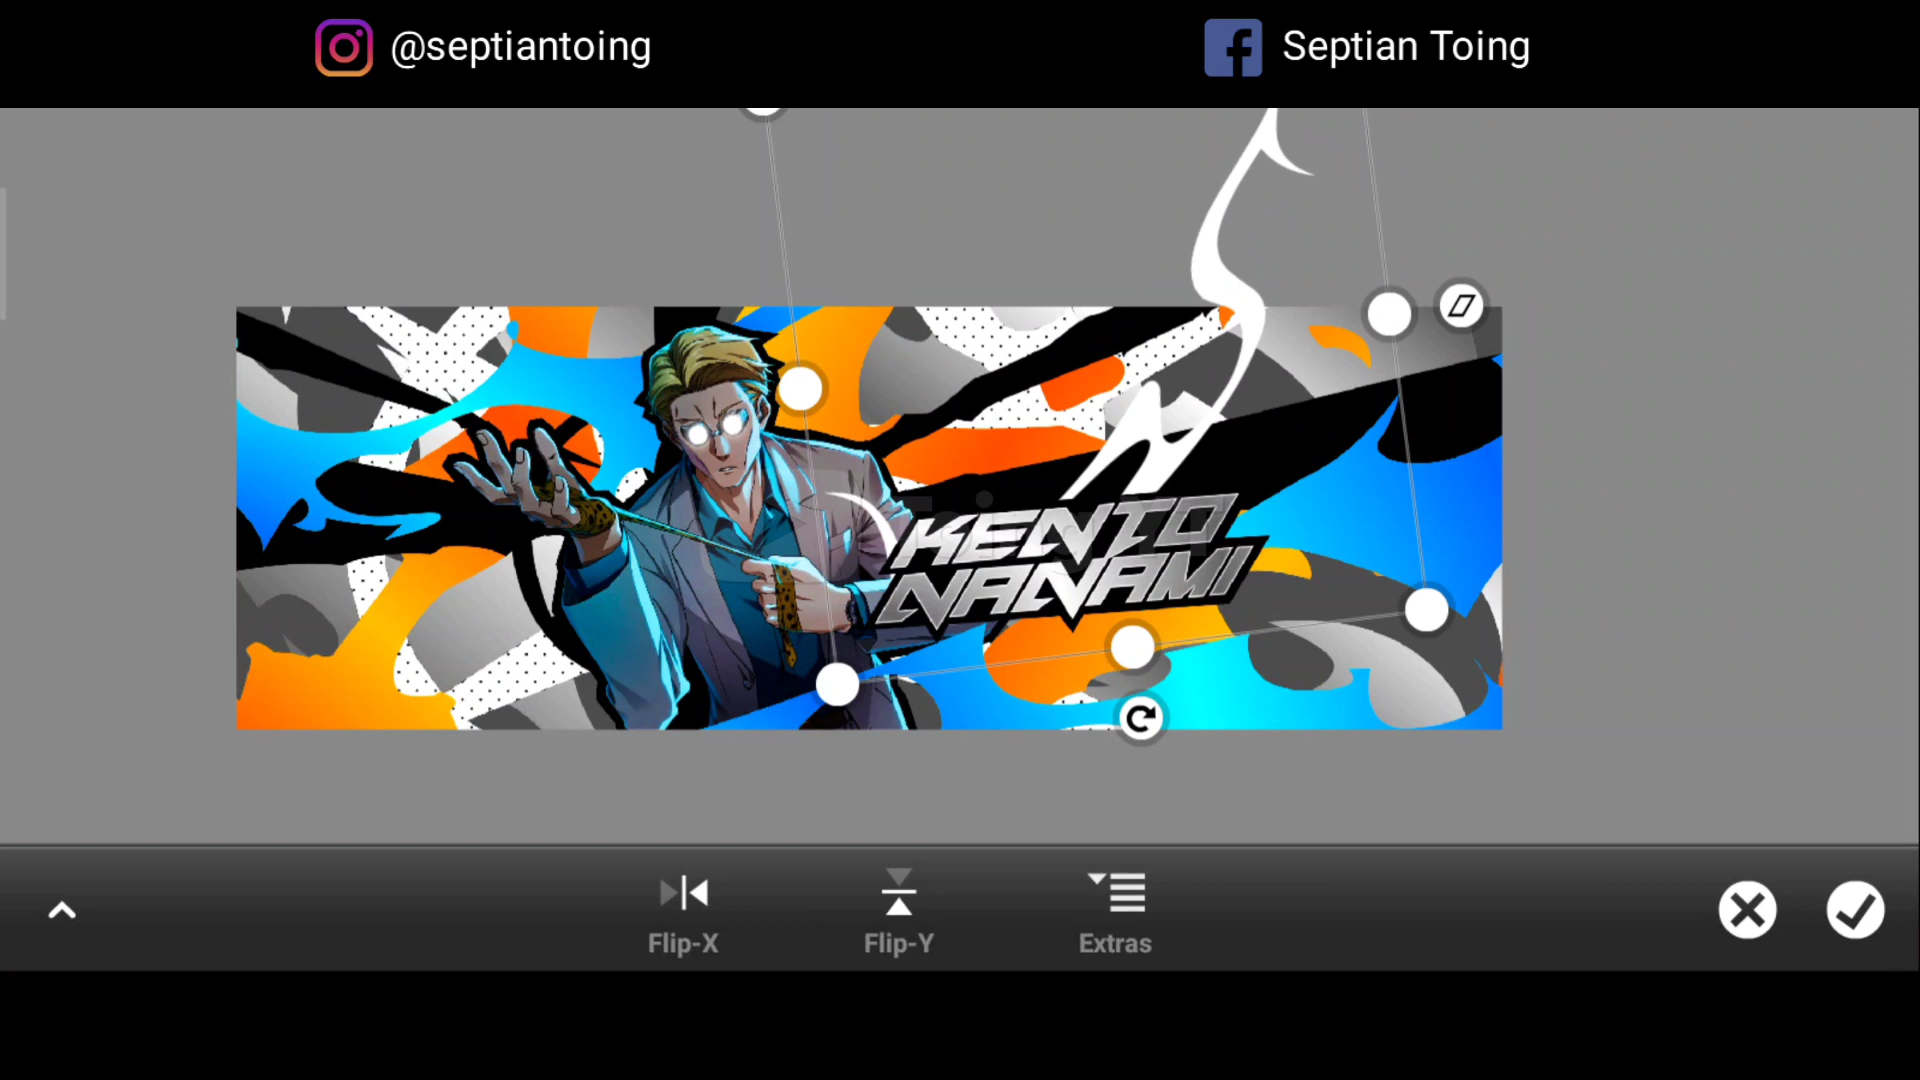 @septiantoing
Septian Toing
KENTO
NANAMI
Flip-X
Flip-Y
Extras